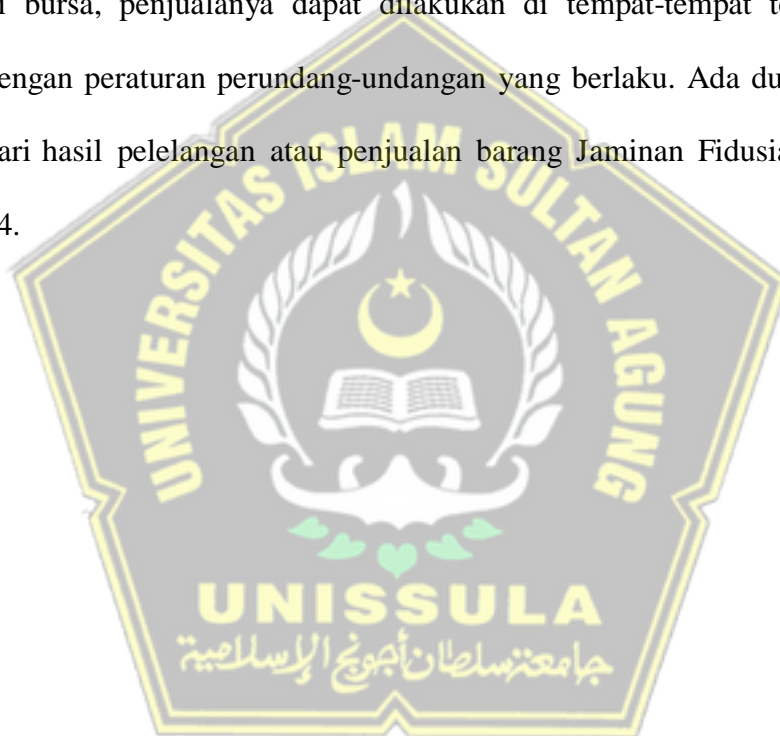 bursa, penjualanya dapat dilakukan di tempat-tempat
engan peraturan perundang-undangan yang berlaku. Ada
ari hasil pelelangan atau penjualan barang Jaminan Fidusia
4.
UNIVERSITAS ISLAM SULTAN AGUNG
UNISSULA
جامعة سلطان أجونج الإسلامية